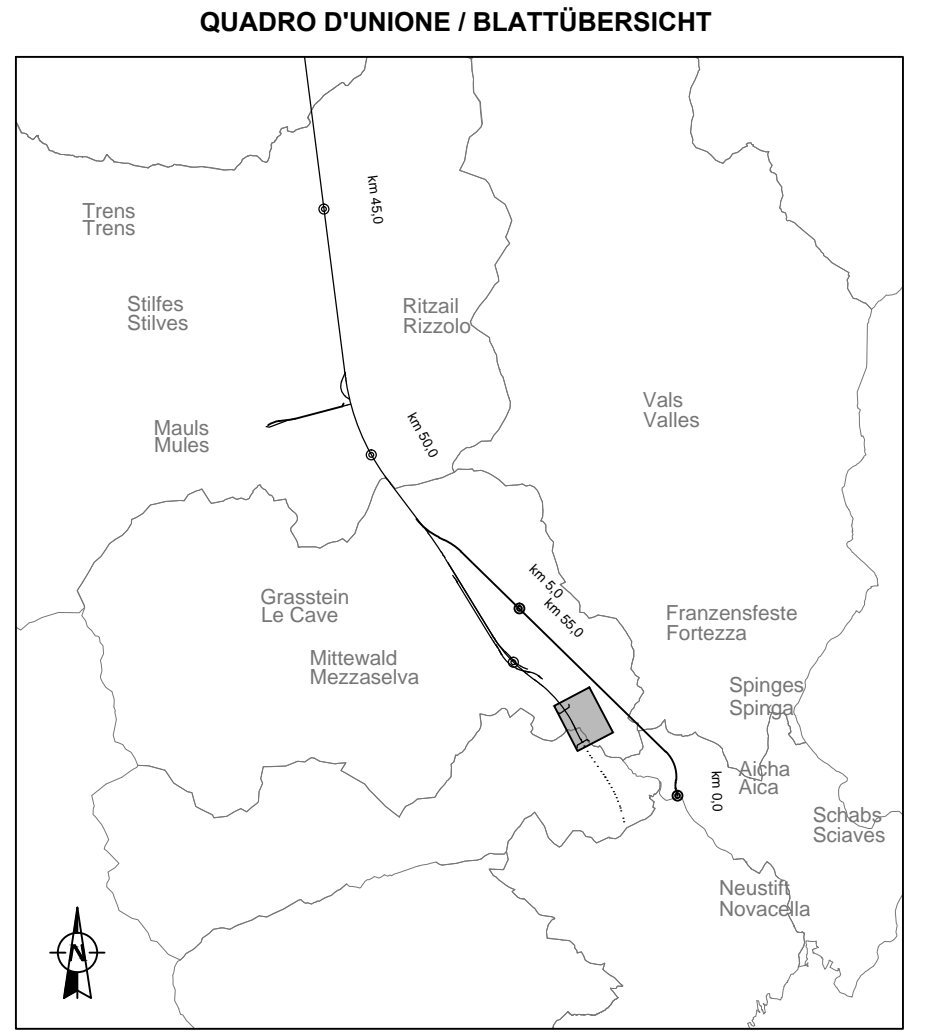 QUADRO D'UNIONE / BLATTÜBERSICHT
km 45,0
Trens
Trens
Stilfes
Stilves
Ritzail
Rizzolo
Vals
Valles
Mauls
Mules
km 50,0
km 5,0
km 55,0
Grasstein
Le Cave
Franzensfeste
Fortezza
Mittewald
Mezzaselva
Spinges
Spinga
Aicha
Aica
km 0,0
Schabs
Sciaves
Neustift
Novacella
N